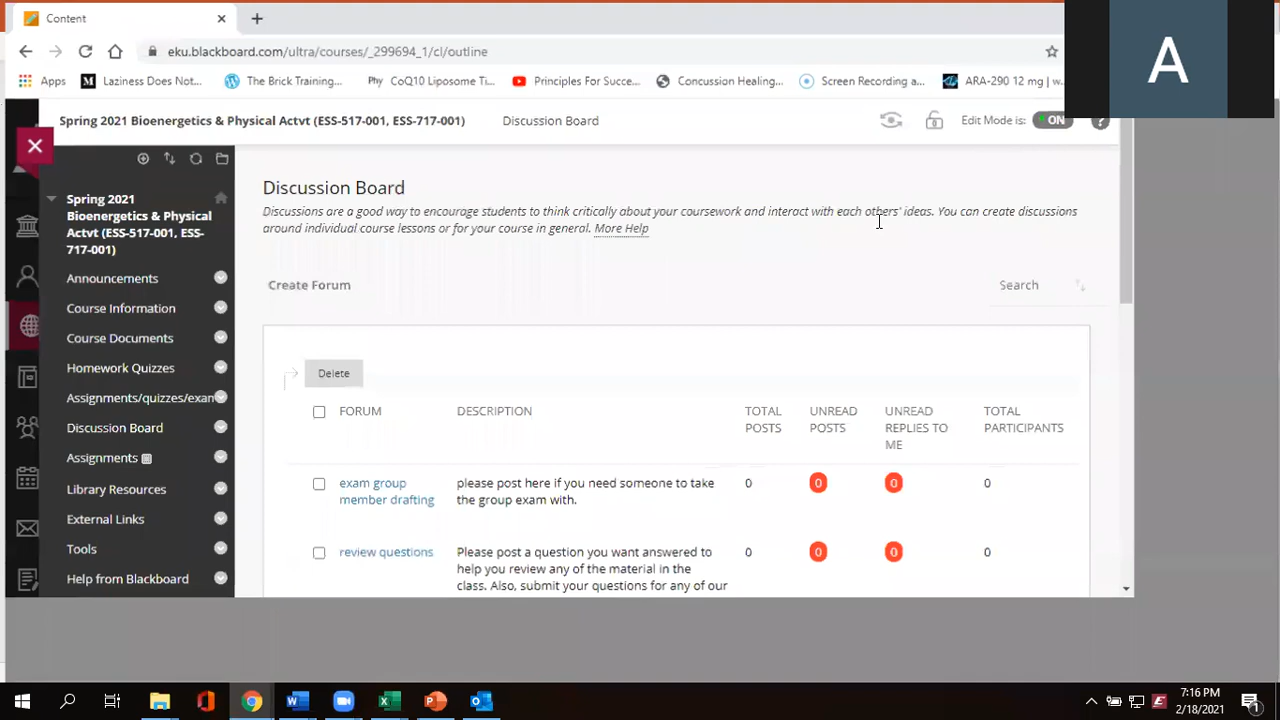 Content
A
eku.blackboard.com/ultra/courses/_299694_1/cl/outline
Apps
M
Laziness Does Not...
The Brick Training...
Phy CoQ10 Liposome Ti...
Principles For Succe...
Concussion Healing...
Screen Recording a...
ARA-290 12 mg | w...
Spring 2021 Bioenergetics & Physical Actvt (ESS-517-001, ESS-717-001)
Discussion Board
Edit Mode is:
ON
?
Spring 2021
Bioenergetics & Physical
Actvt (ESS-517-001, ESS-
717-001)
Announcements
Course Information
Course Documents
Homework Quizzes
Assignments/quizzes/exam
Discussion Board
Assignments
Library Resources
External Links
Tools
Help from Blackboard
Discussion Board
Discussions are a good way to encourage students to think critically about your coursework and interact with each others' ideas. You can create discussions
around individual course lessons or for your course in general. More Help
Create Forum
Search
Delete
FORUM
DESCRIPTION
TOTAL
POSTS
UNREAD
POSTS
UNREAD
REPLIES TO
ME
TOTAL
PARTICIPANTS
exam group
member drafting
please post here if you need someone to take
the group exam with.
0
0
0
0
review questions
Please post a question you want answered to
help you review any of the material in the
class. Also, submit your questions for any of our
0
0
0
0
7:16 PM
2/18/2021
1